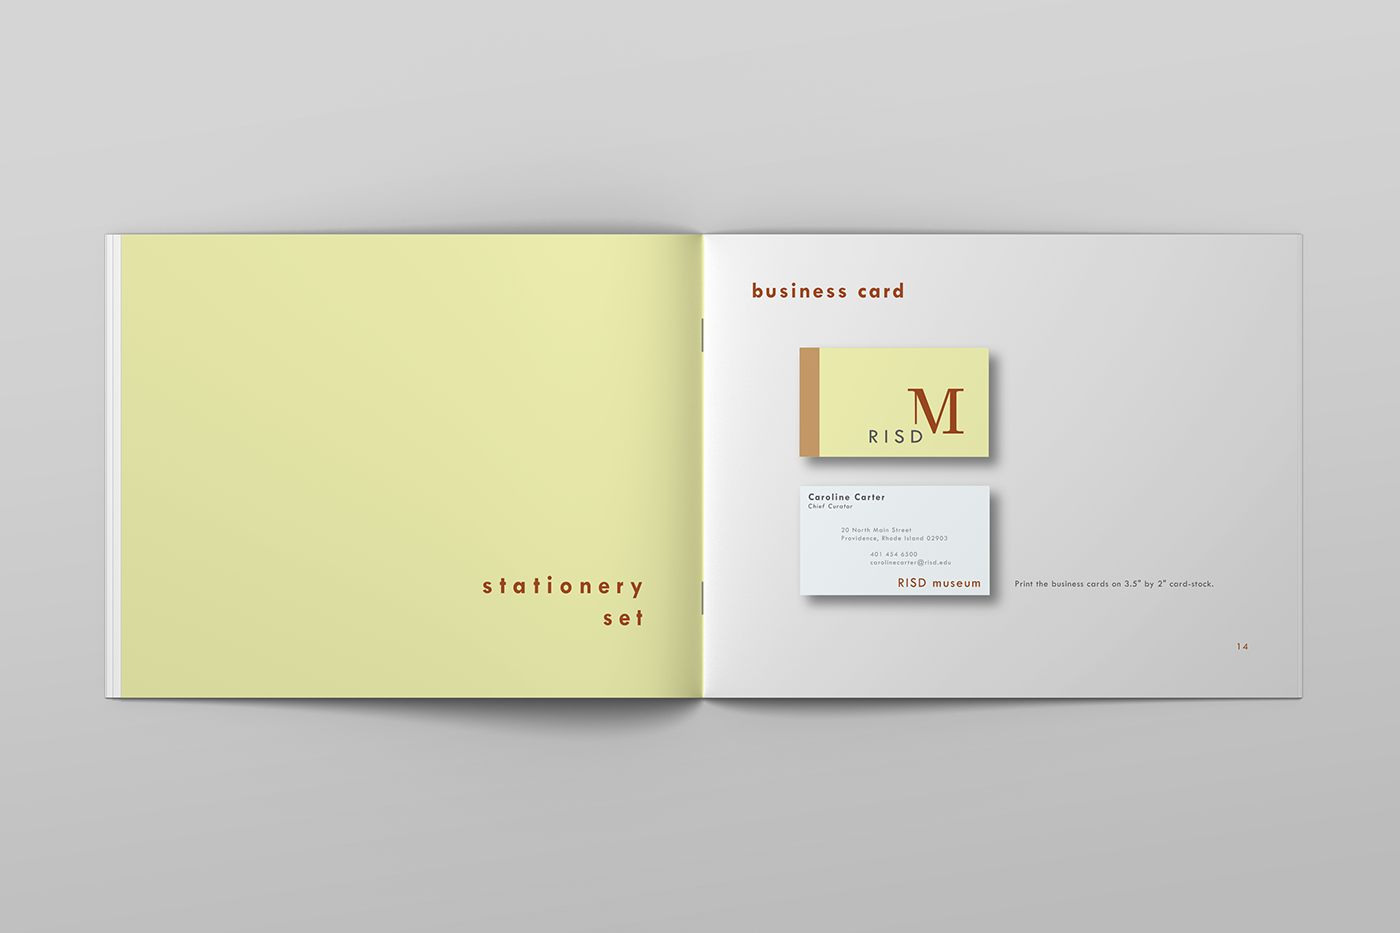 stationery
set
business card
RISD M
Caroline Carter
Chief Curator
20 North Main Street
Providence, Rhode Island 02903
401 454 6500
carolinecarter@risd.edu
RISD museum
Print the business cards on 3.5" by 2" card-stock.
14